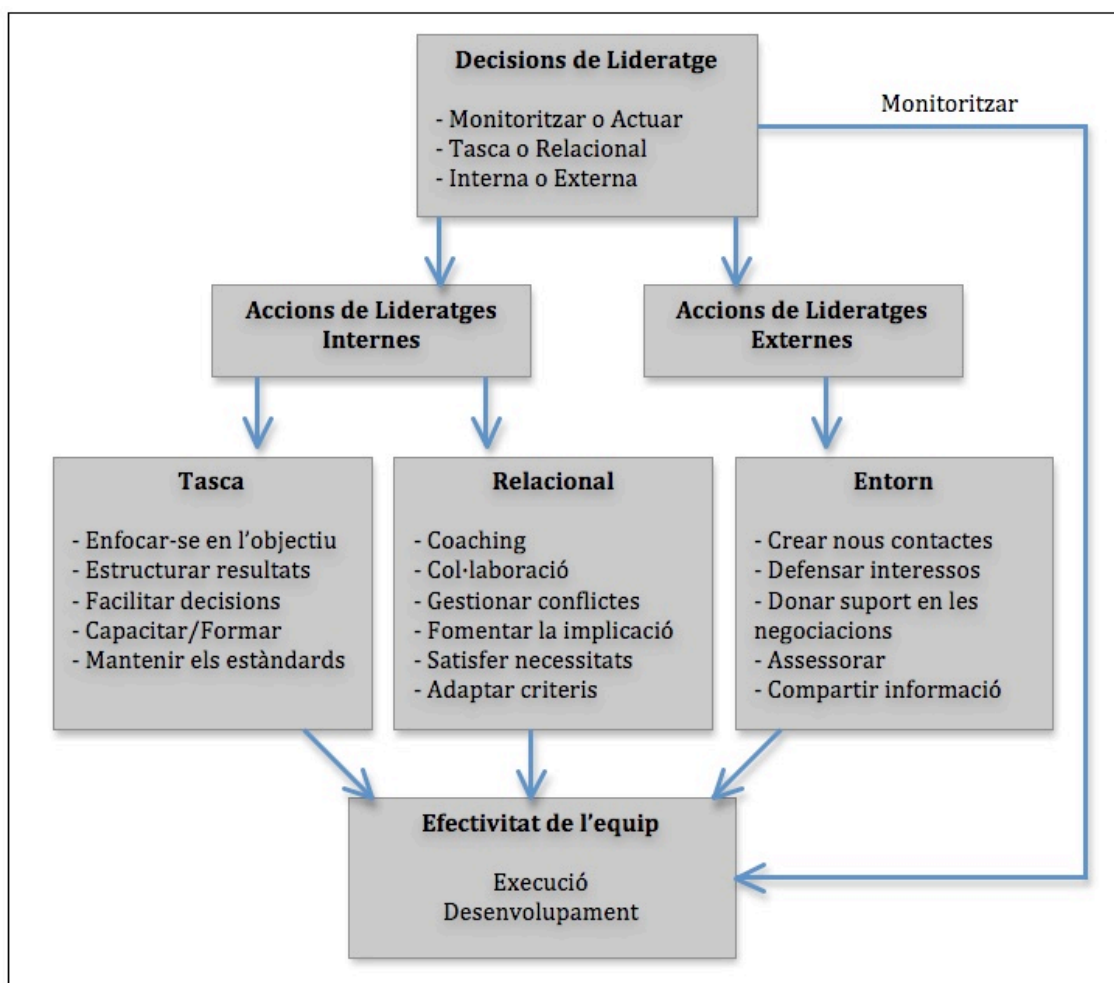 Decisions de Lideratge
- Monitoritzar o Actuar
- Tasca o Relacional
- Interna o Externa
Monitoritzar
Accions de Lideratges
Internes
Accions de Lideratges
Externes
Tasca
- Enfocar-se en l’objectiu
- Estructurar resultats
- Facilitar decisions
- Capacitar/Formar
- Mantenir els estàndards
Relacional
- Coaching
- Col·laboració
- Gestionar conflictes
- Fomentar la implicació
- Satisfer necessitats
- Adaptar criteris
Entorn
- Crear nous contactes
- Defensar interessos
- Donar suport en les
negociacions
- Assessorar
- Compartir informació
Efectivitat de l’equip
Execució
Desenvolupament